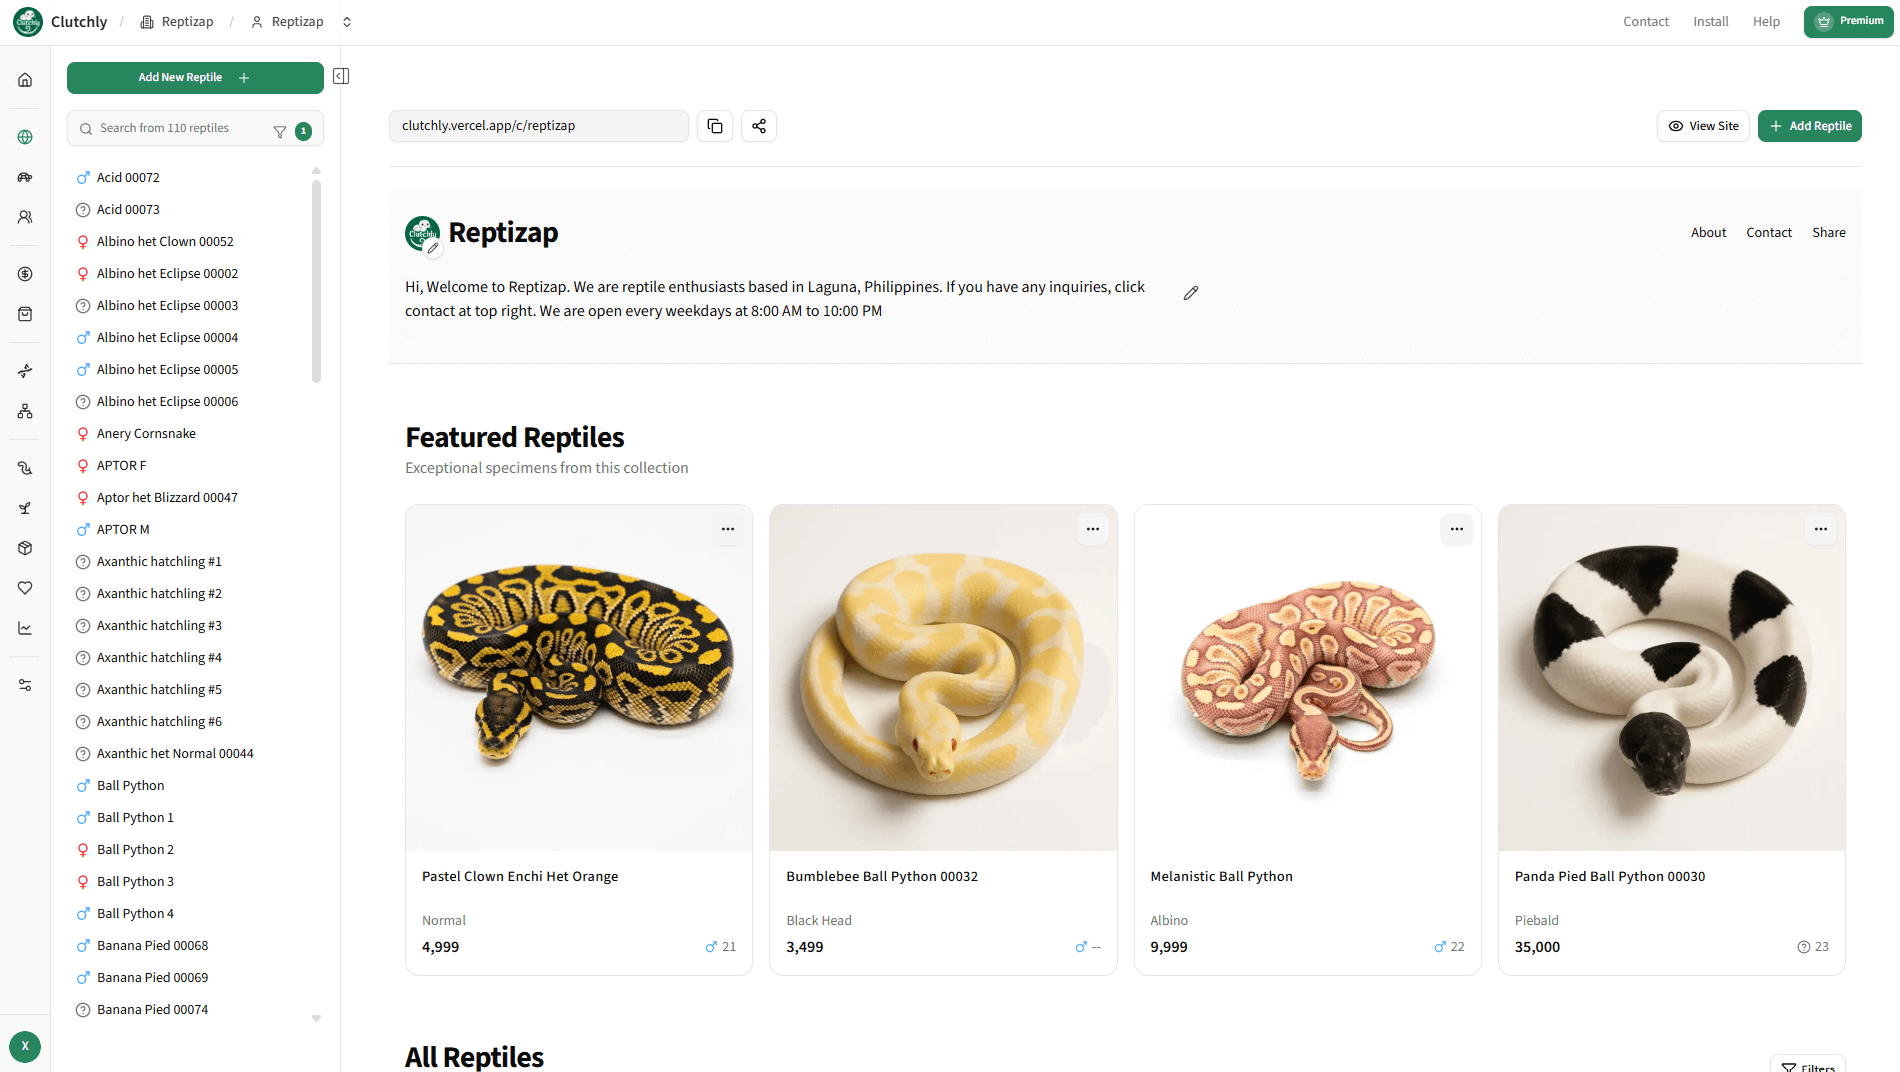 Clutchly / Reptizap / Reptizap
Contact Install Help Premium
Add New Reptile
Search from 110 reptiles 1
Acid 00072
Acid 00073
Albino het Clown 00052
Albino het Eclipse 00002
Albino het Eclipse 00003
Albino het Eclipse 00004
Albino het Eclipse 00005
Albino het Eclipse 00006
Anery Cornsnake
APTOR F
Aptor het Blizzard 00047
APTOR M
Axanthic hatchling #1
Axanthic hatchling #2
Axanthic hatchling #3
Axanthic hatchling #4
Axanthic hatchling #5
Axanthic hatchling #6
Axanthic het Normal 00044
Ball Python
Ball Python 1
Ball Python 2
Ball Python 3
Ball Python 4
Banana Pied 00068
Banana Pied 00069
Banana Pied 00074
X
clutchly.vercel.app/c/reptizap
View Site
Add Reptile
Clutchly
Reptizap
About Contact Share
Hi, Welcome to Reptizap. We are reptile enthusiasts based in Laguna, Philippines. If you have any inquiries, click
contact at top right. We are open every weekdays at 8:00 AM to 10:00 PM
Featured Reptiles
Exceptional specimens from this collection
Pastel Clown Enchi Het Orange
Normal
4,999 21
Bumblebee Ball Python 00032
Black Head
3,499 --
Melanistic Ball Python
Albino
9,999 22
Panda Pied Ball Python 00030
Piebald
35,000 23
All Reptiles
Filters